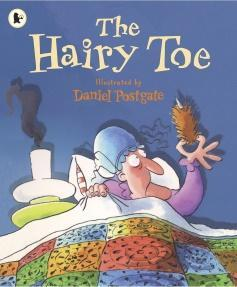 The
Hairy Toe
Illustrated by
Daniel Postgate